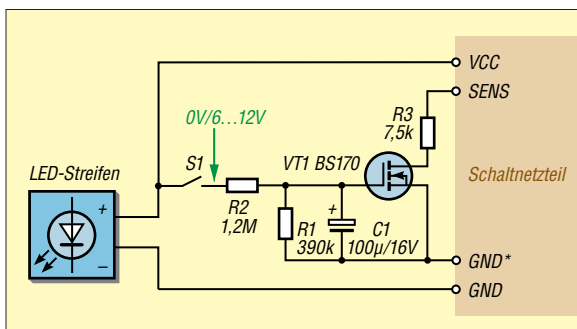 VCC
SENS
0V/6...12V
R3
7,5k
LED-Streifen
S1
VT1 BS170
Schaltnetzteil
+
R2
1,2M
+
R1
390k
C1
100µ/16V
–
GND*
GND